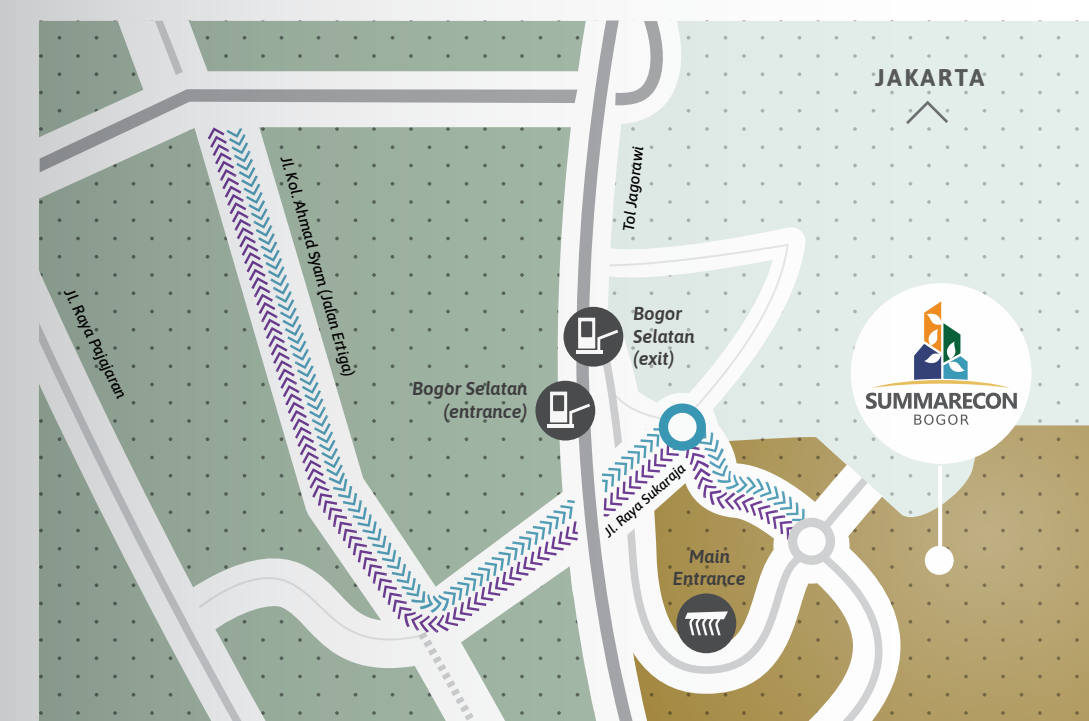 JAKARTA
Tol Jagorawi
Jl. Kol. Ahmad Syam (Jalan Ertiga)
Jl. Raya Pajajaran
Bogor
Selatan
(exit)
Bogor Selatan
(entrance)
SUMMARECON
BOGOR
Jl. Raya Sukaraja
Main
Entrance